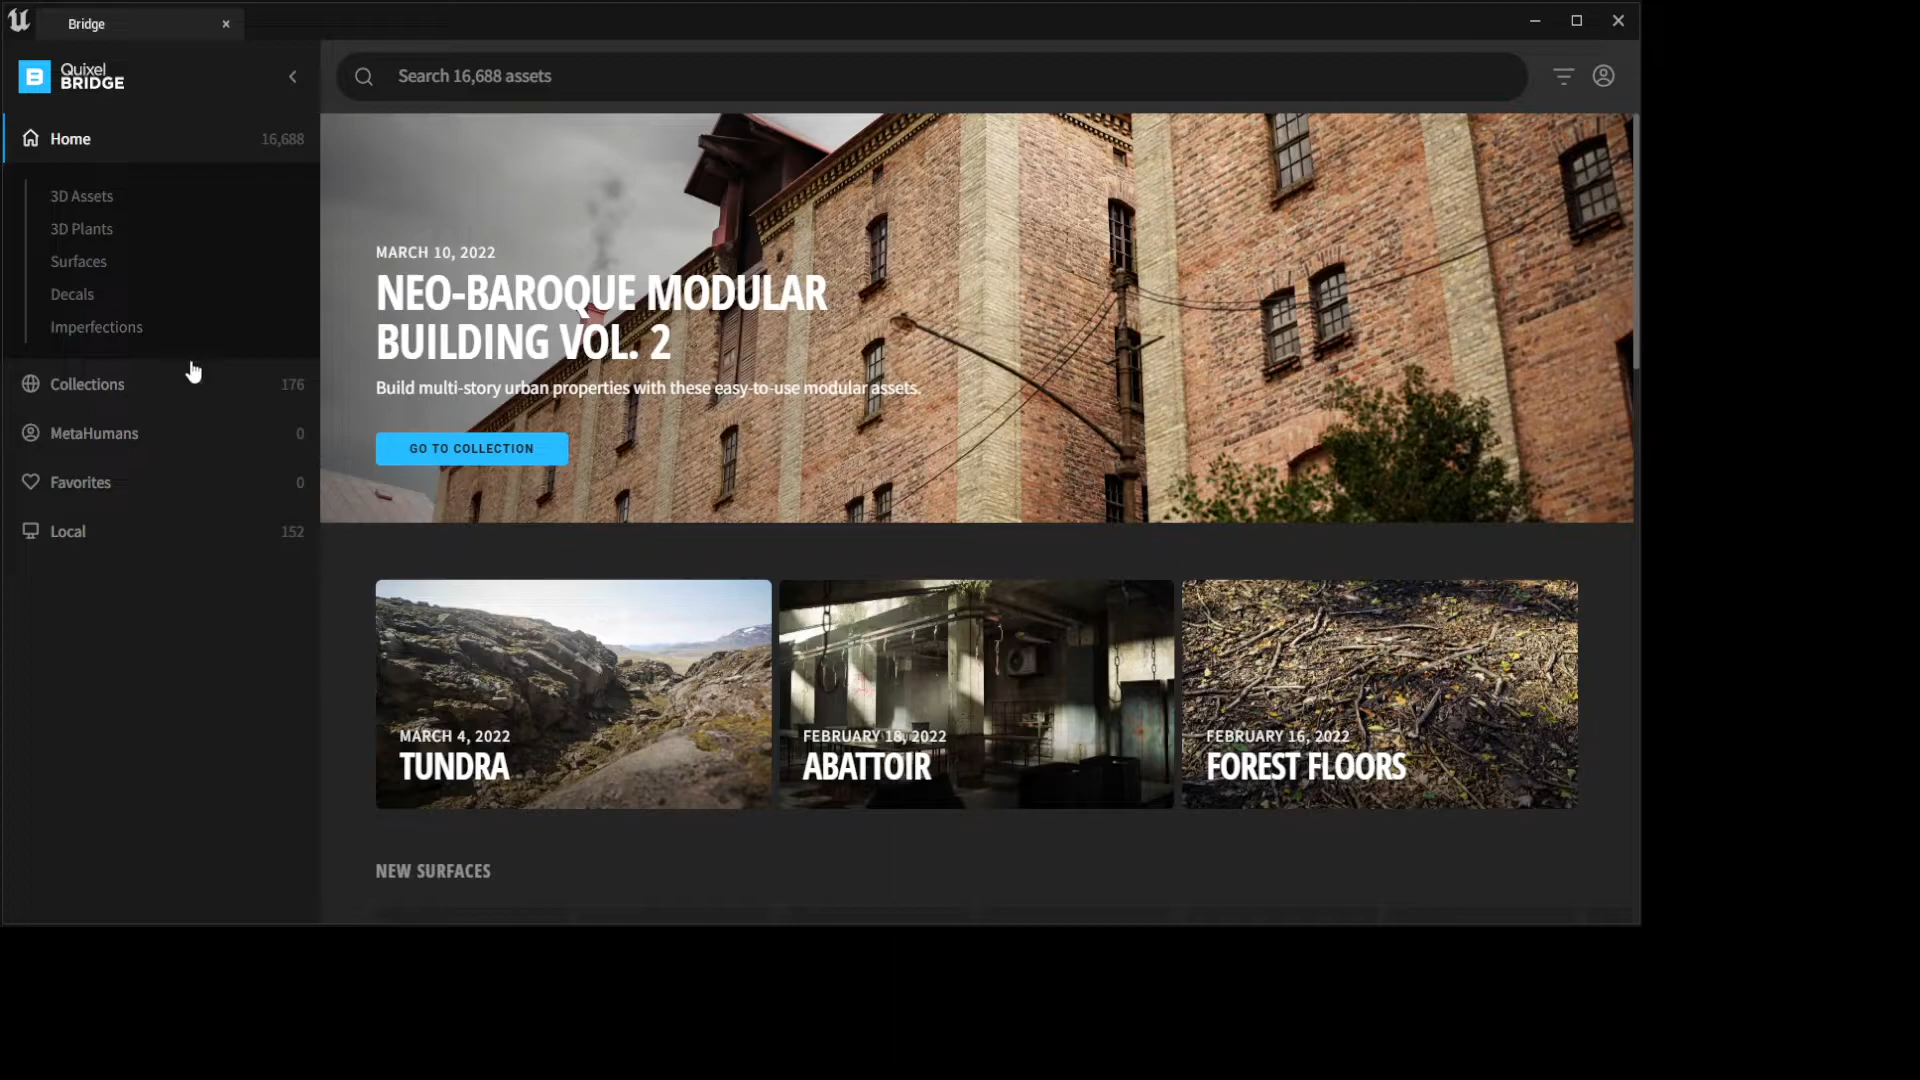 Bridge
Quixel
BRIDGE
Search 16,688 assets
Home 16,688
3D Assets
3D Plants
Surfaces
Decals
Imperfections
Collections 176
MetaHumans 0
Favorites 0
Local 152
MARCH 10, 2022
NEO-BAROQUE MODULAR
BUILDING VOL. 2
Build multi-story urban properties with these easy-to-use modular assets.
GO TO COLLECTION
MARCH 4, 2022
TUNDRA
FEBRUARY 18, 2022
ABATTOIR
FEBRUARY 16, 2022
FOREST FLOORS
NEW SURFACES